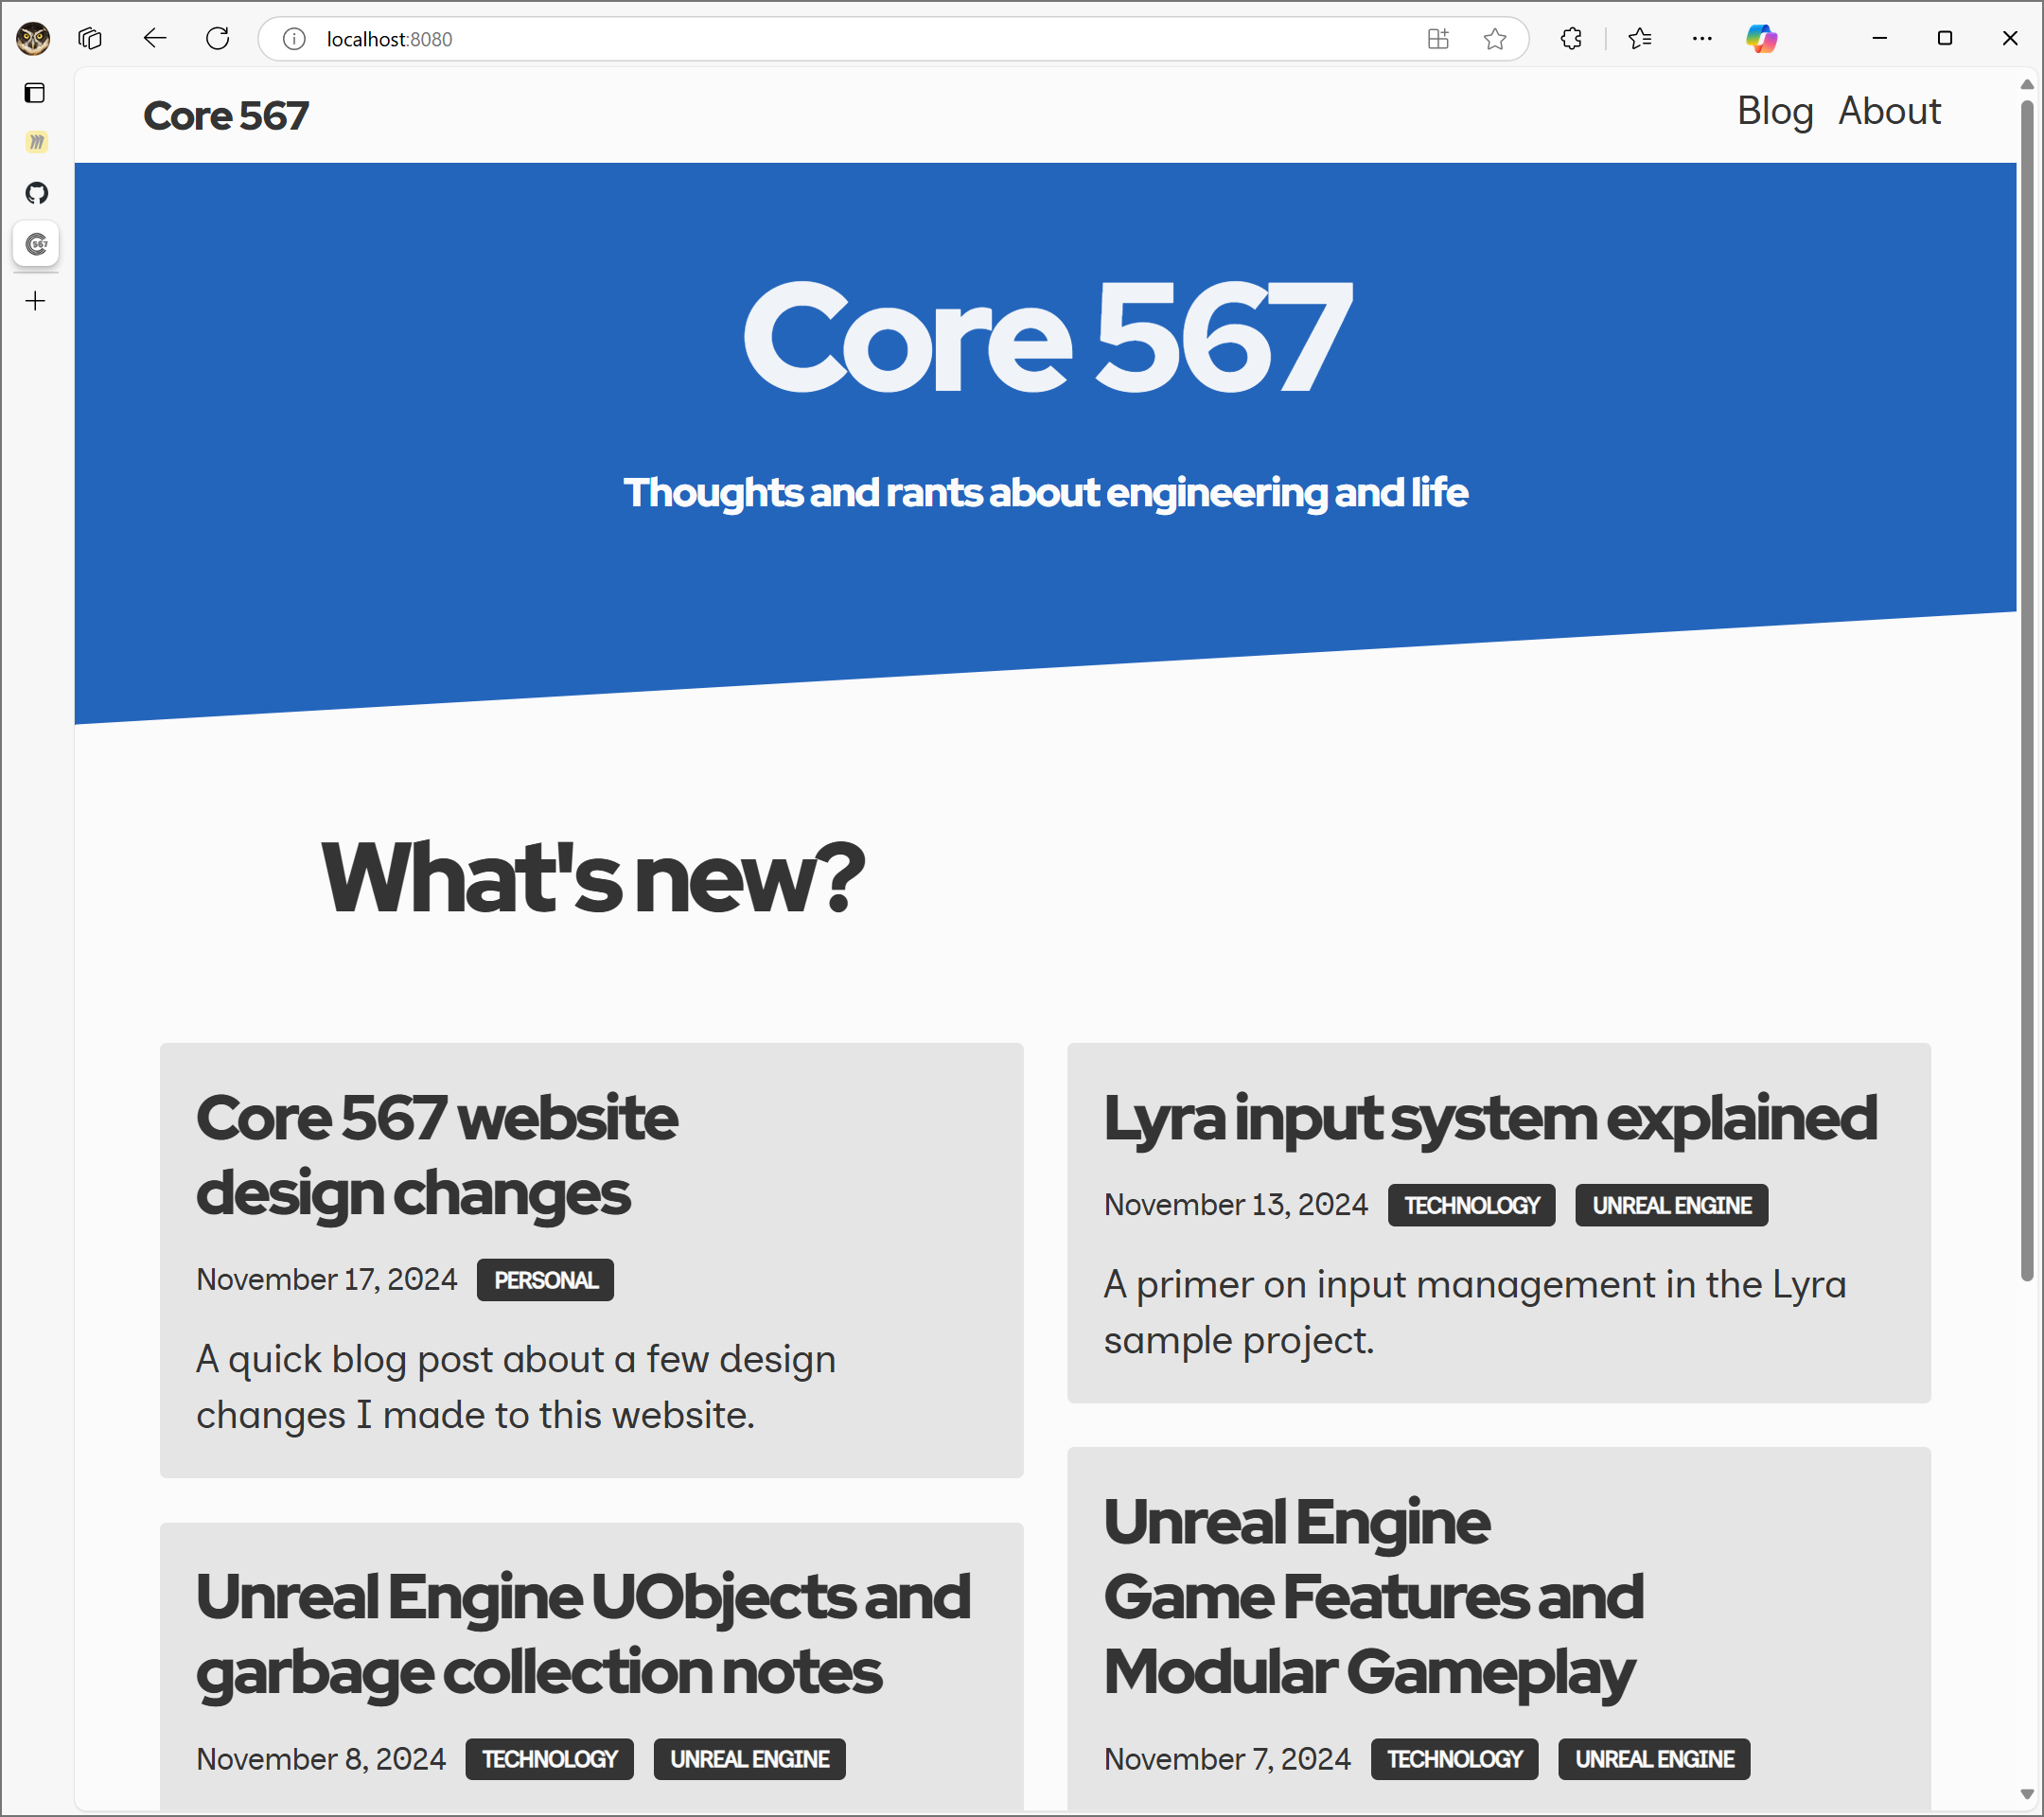 localhost:8080
Core 567
Blog About
Core 567
Thoughts and rants about engineering and life
What's new?
Core 567 website
design changes
November 17, 2024 PERSONAL
A quick blog post about a few design
changes I made to this website.
Lyra input system explained
November 13, 2024 TECHNOLOGY UNREAL ENGINE
A primer on input management in the Lyra
sample project.
Unreal Engine UObjects and
garbage collection notes
November 8, 2024 TECHNOLOGY UNREAL ENGINE
Unreal Engine
Game Features and
Modular Gameplay
November 7, 2024 TECHNOLOGY UNREAL ENGINE